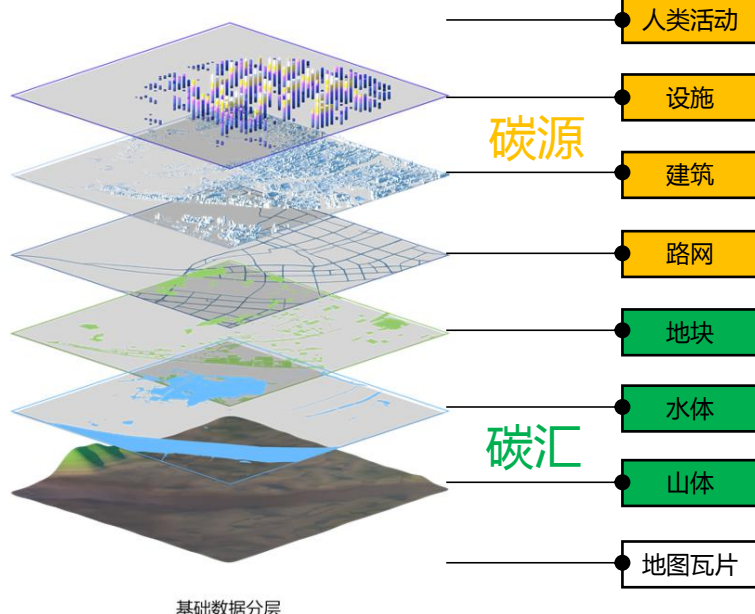 人类活动
设施
碳源
建筑
路网
地块
水体
碳汇
山体
地图瓦片
基础数据分层